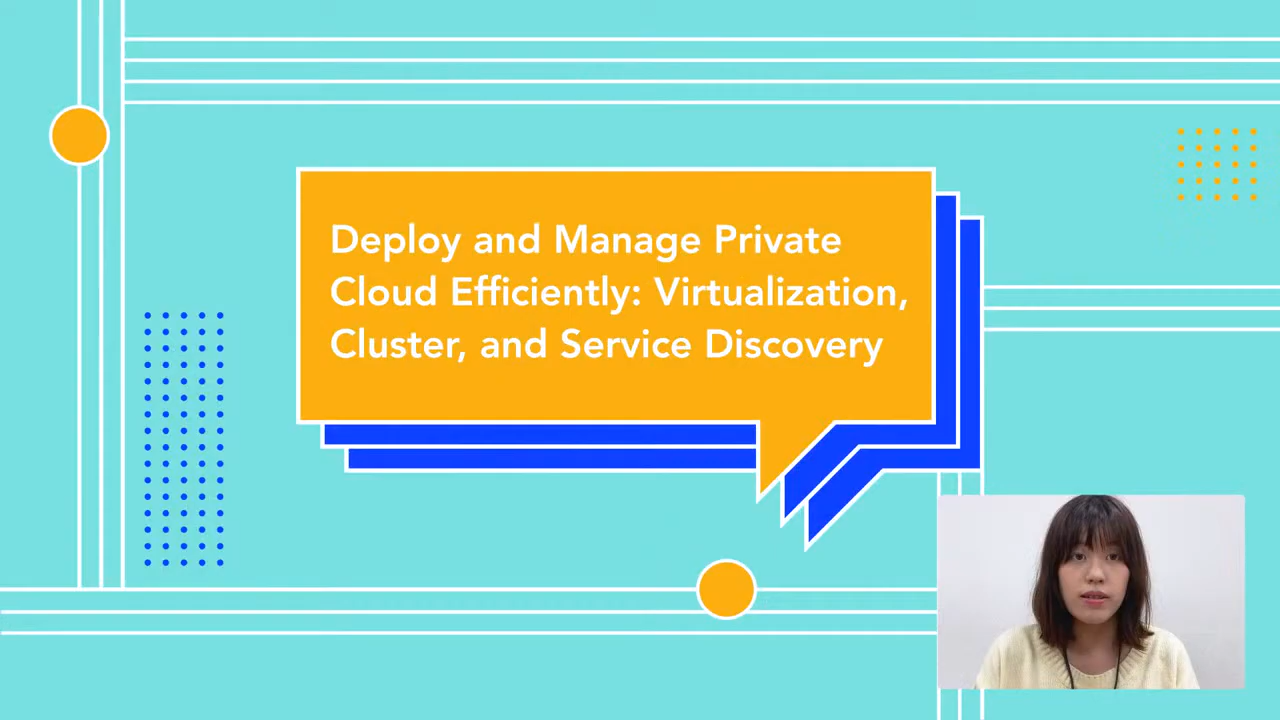 Deploy and Manage Private
Cloud Efficiently: Virtualization,
Cluster, and Service Discovery